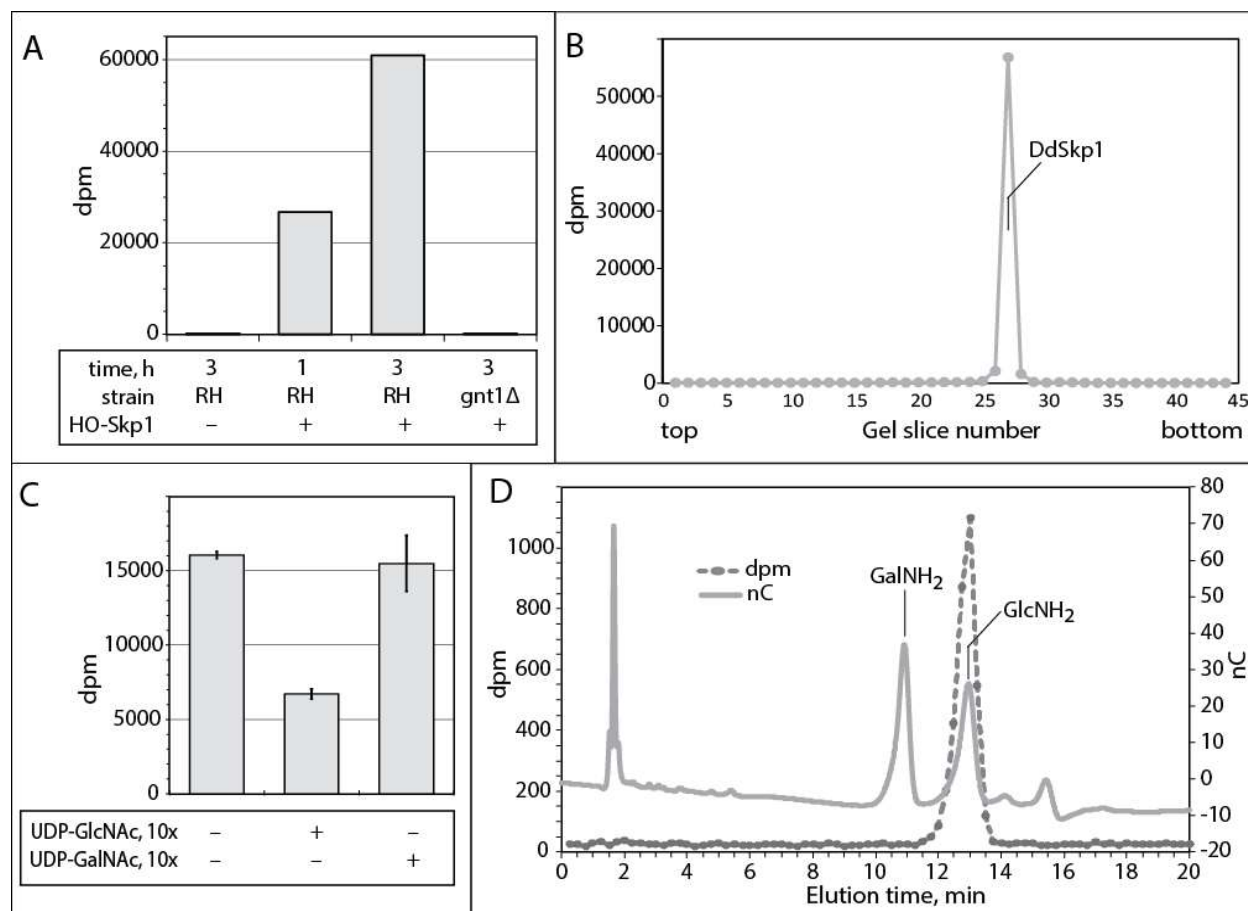 A
dpm
60000
40000
20000
0
time, h 3 1 3 3
strain RH RH RH gnt1Δ
HO-Skp1 – + + +
B
dpm
50000
40000
30000
20000
10000
0
DdSkp1
0 5 10 15 20 25 30 35 40 45
top Gel slice number bottom
C
dpm
15000
10000
5000
0
UDP-GlcNAc, 10x – + –
UDP-GalNAc, 10x – – +
D
dpm
1000
800
600
400
200
0
dpm
nC
GalNH₂
GlcNH₂
80
70
60
50
40
30
20
10
0
-10
-20
nC
0 2 4 6 8 10 12 14 16 18 20
Elution time, min